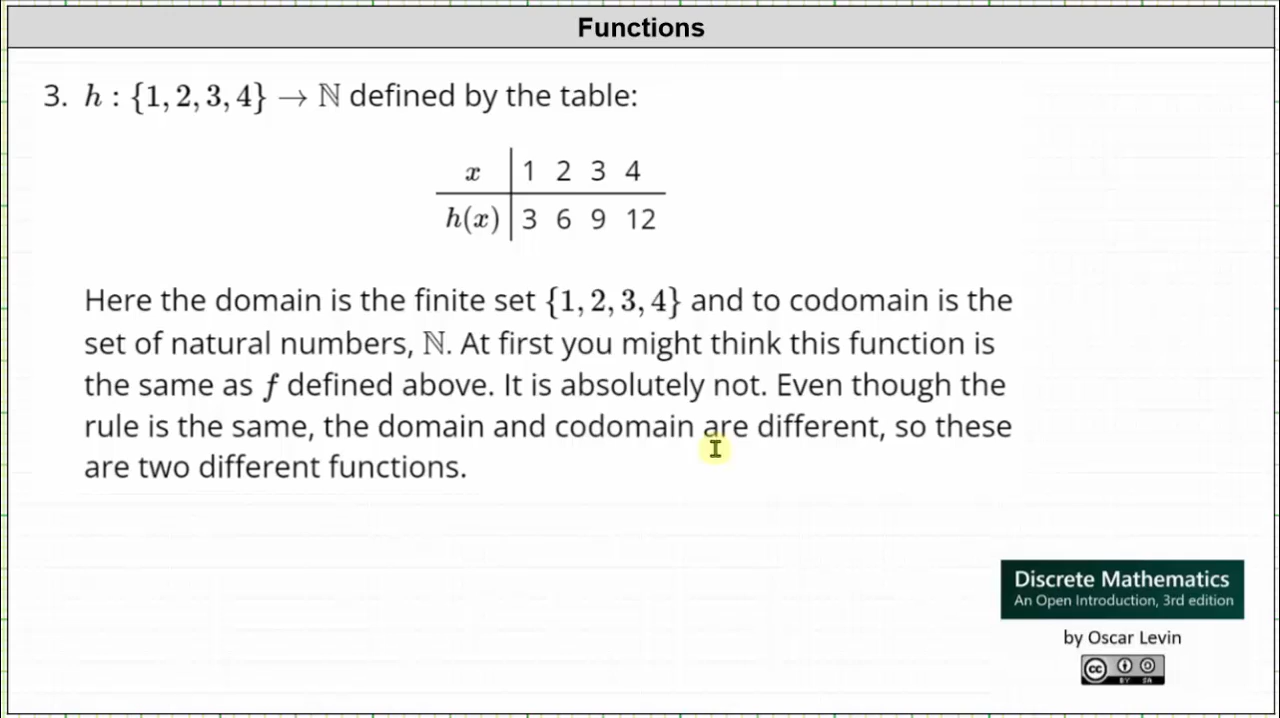 Functions
3. h : {1, 2, 3, 4} → ℕ defined by the table:
x 1 2 3 4
h(x) 3 6 9 12
Here the domain is the finite set {1, 2, 3, 4} and to codomain is the
set of natural numbers, ℕ. At first you might think this function is
the same as f defined above. It is absolutely not. Even though the
rule is the same, the domain and codomain are different, so these
are two different functions.
Discrete Mathematics
An Open Introduction, 3rd edition
by Oscar Levin
cc
BY SA